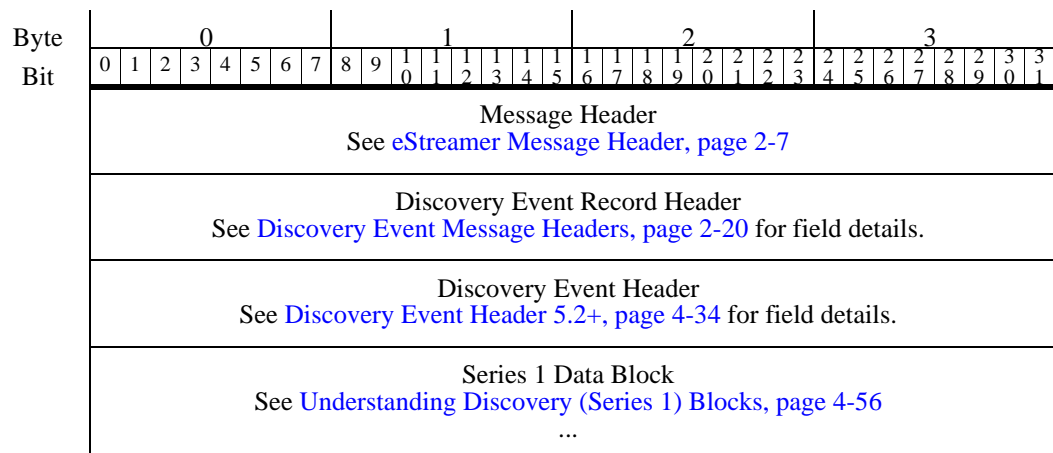 Byte 0 1 2 3
Bit 0 1 2 3 4 5 6 7 8 9 10 11 12 13 14 15 16 17 18 19 20 21 22 23 24 25 26 27 28 29 30 31
Message Header
See eStreamer Message Header, page 2-7
Discovery Event Record Header
See Discovery Event Message Headers, page 2-20 for field details.
Discovery Event Header
See Discovery Event Header 5.2+, page 4-34 for field details.
Series 1 Data Block
See Understanding Discovery (Series 1) Blocks, page 4-56
...